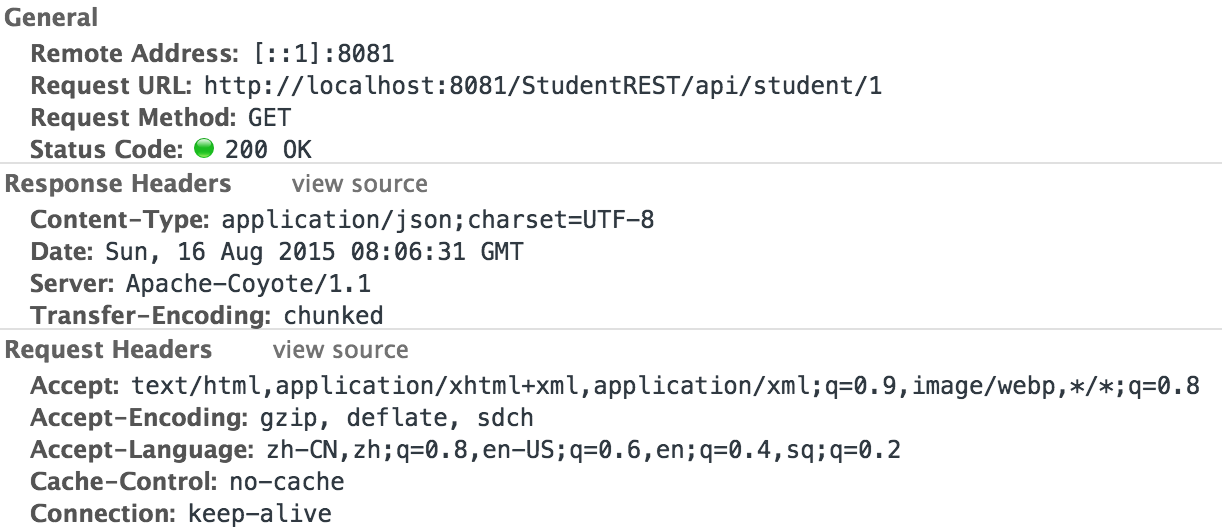 General
Remote Address: [::1]:8081
Request URL: http://localhost:8081/StudentREST/api/student/1
Request Method: GET
Status Code: 200 OK
Response Headers view source
Content-Type: application/json;charset=UTF-8
Date: Sun, 16 Aug 2015 08:06:31 GMT
Server: Apache-Coyote/1.1
Transfer-Encoding: chunked
Request Headers view source
Accept: text/html,application/xhtml+xml,application/xml;q=0.9,image/webp,*/*;q=0.8
Accept-Encoding: gzip, deflate, sdch
Accept-Language: zh-CN,zh;q=0.8,en-US;q=0.6,en;q=0.4,sq;q=0.2
Cache-Control: no-cache
Connection: keep-alive